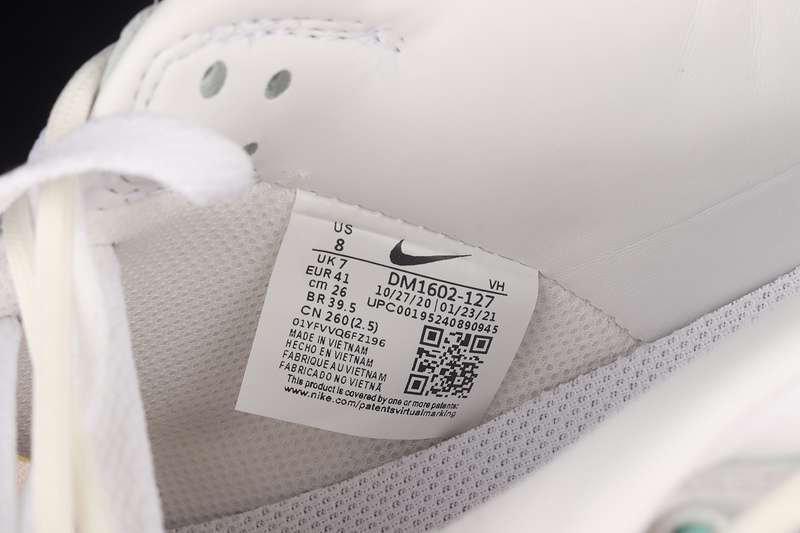 US
8
UK 7
EUR 41
cm 26
BR 39.5
CN 260(2.5)
VH
DM1602-127
10/27/20 | 01/23/21
UPC00195240890945
01YFVVQ6FZ196
MADE IN VIETNAM
HECHO EN VIETNAM
FABRIQUE AU VIETNAM
FABRICADO NO VIETNÃ
This product is covered by one or more patents:
www.nike.com/patentsvirtualmarking